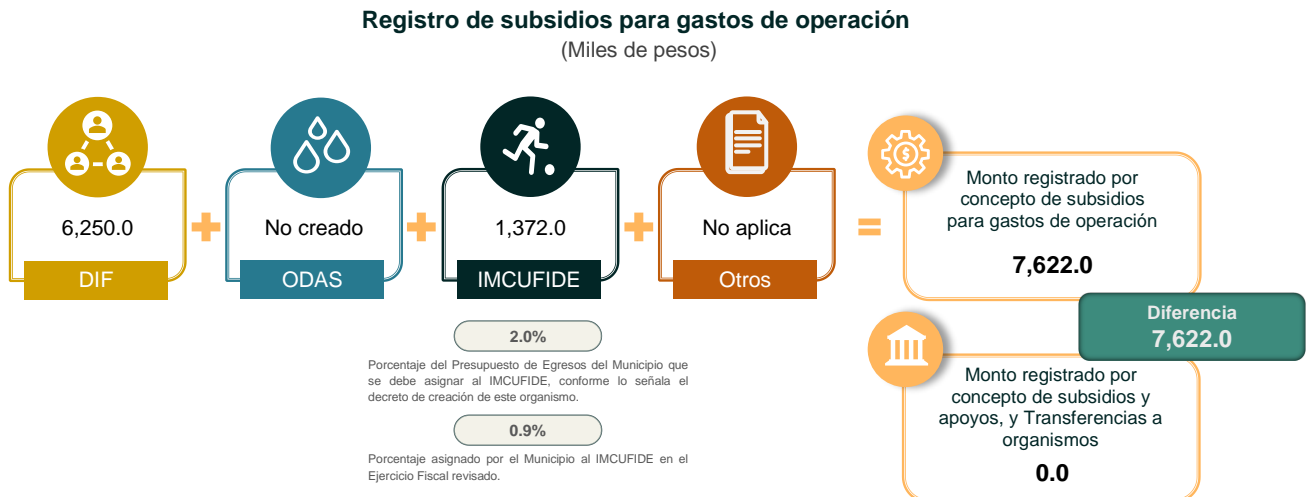 Registro de subsidios para gastos de operación
(Miles de pesos)
6,250.0
DIF
No creado
ODAS
1,372.0
IMCUFIDE
No aplica
Otros
Monto registrado por
concepto de subsidios
para gastos de operación
7,622.0
Diferencia
7,622.0
Monto registrado por
concepto de subsidios y
apoyos, y Transferencias a
organismos
0.0
2.0%
Porcentaje del Presupuesto de Egresos del Municipio que
se debe asignar al IMCUFIDE, conforme lo señala el
decreto de creación de este organismo.
0.9%
Porcentaje asignado por el Municipio al IMCUFIDE en el
Ejercicio Fiscal revisado.